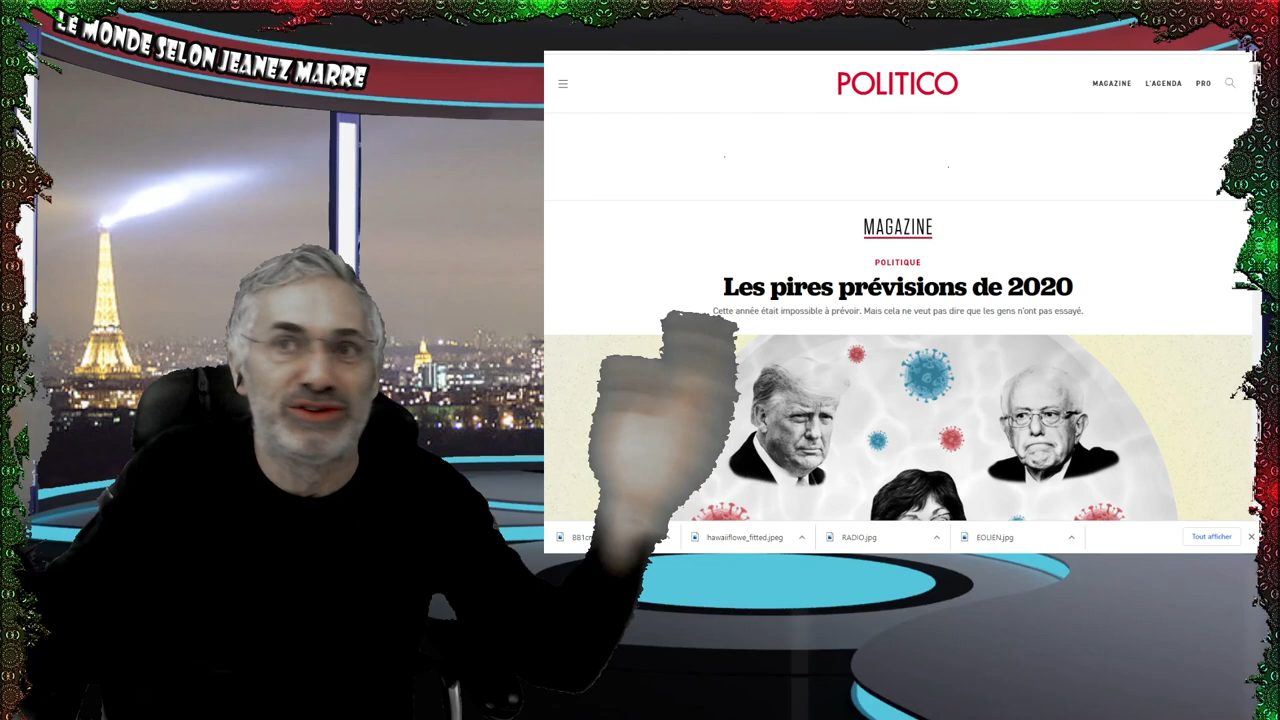 LE MONDE SELON JEANEZ MARRE
POLITICO
MAGAZINE L'AGENDA PRO
MAGAZINE
POLITIQUE
Les pires prévisions de 2020
Cette année était impossible à prévoir. Mais cela ne veut pas dire que les gens n'ont pas essayé.
hawaiiflowe_fitted.jpeg RADIO.jpg EOLIEN.jpg Tout afficher